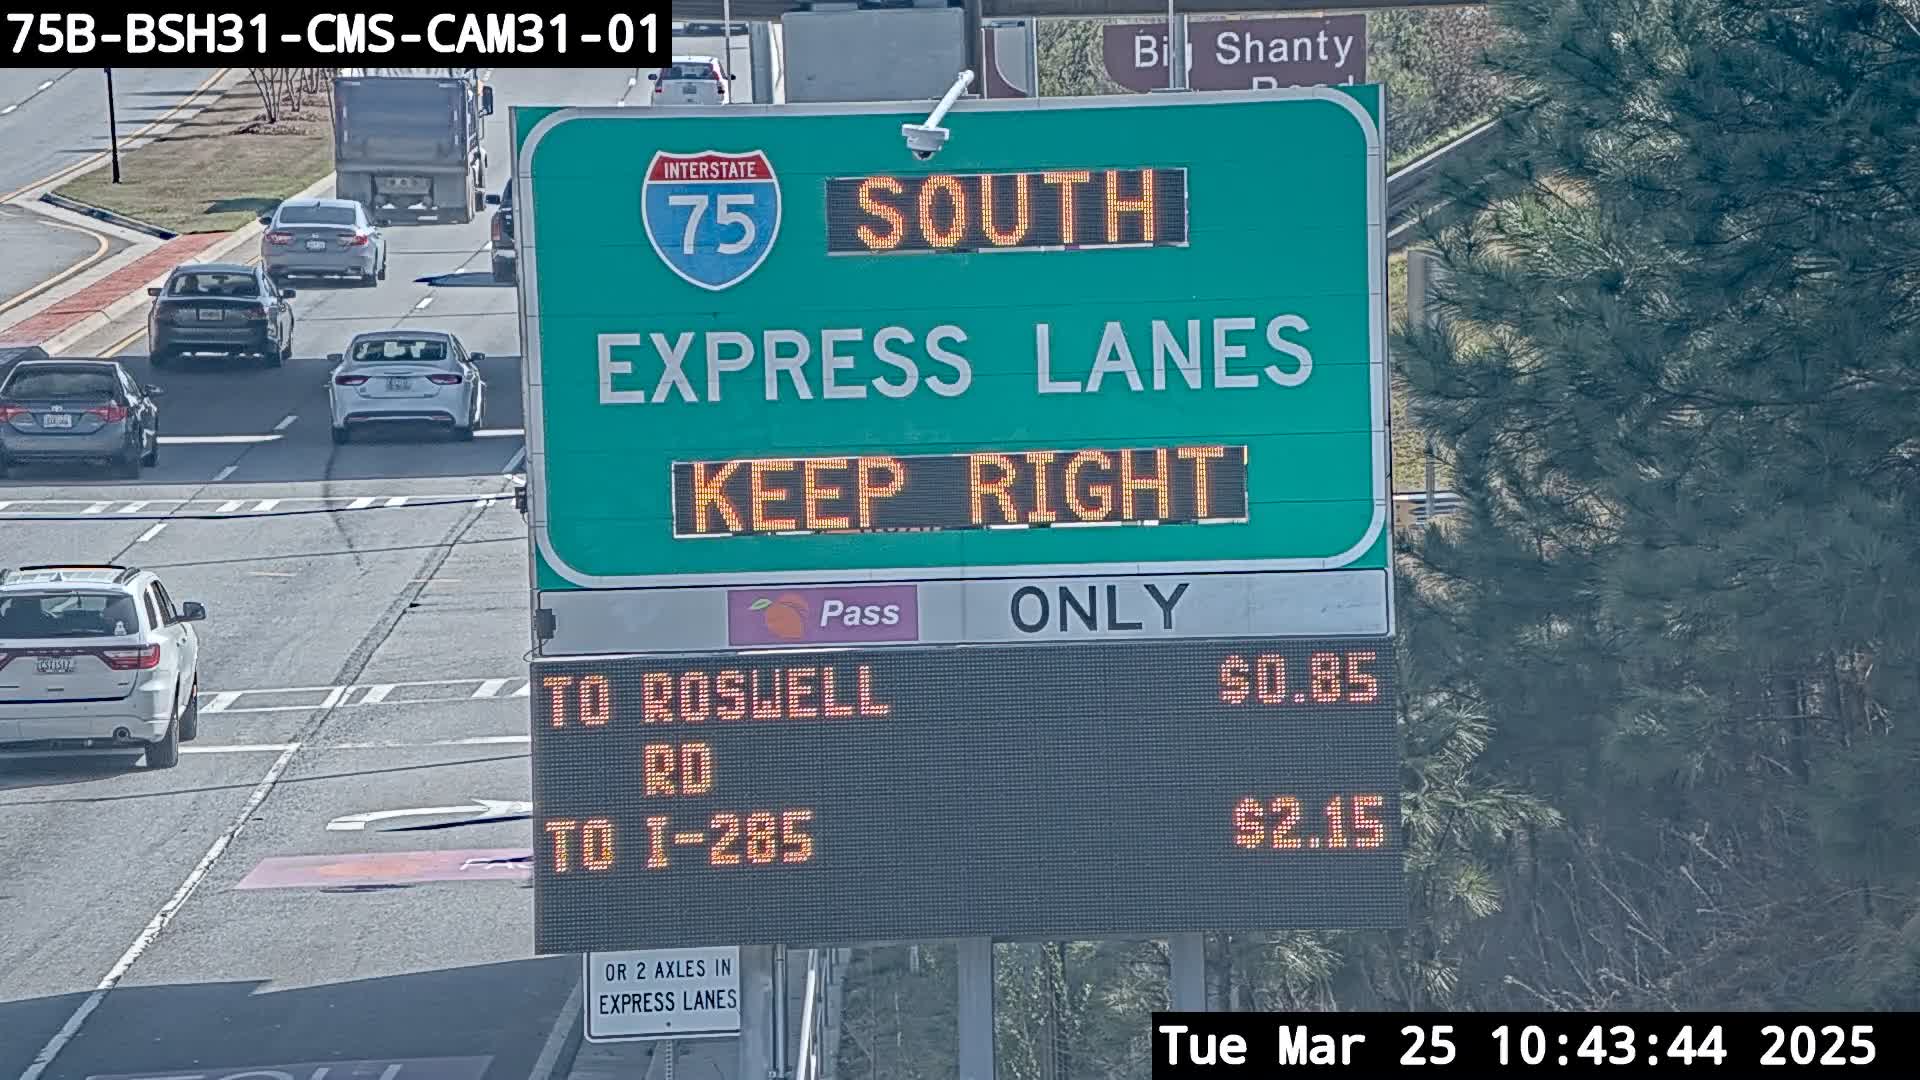 75B-BSH31-CMS-CAM31-01
Big Shanty
Road
INTERSTATE
75
SOUTH
EXPRESS LANES
KEEP RIGHT
Pass ONLY
TO ROSWELL $0.85
RD
TO I-285 $2.15
OR 2 AXLES IN
EXPRESS LANES
Tue Mar 25 10:43:44 2025